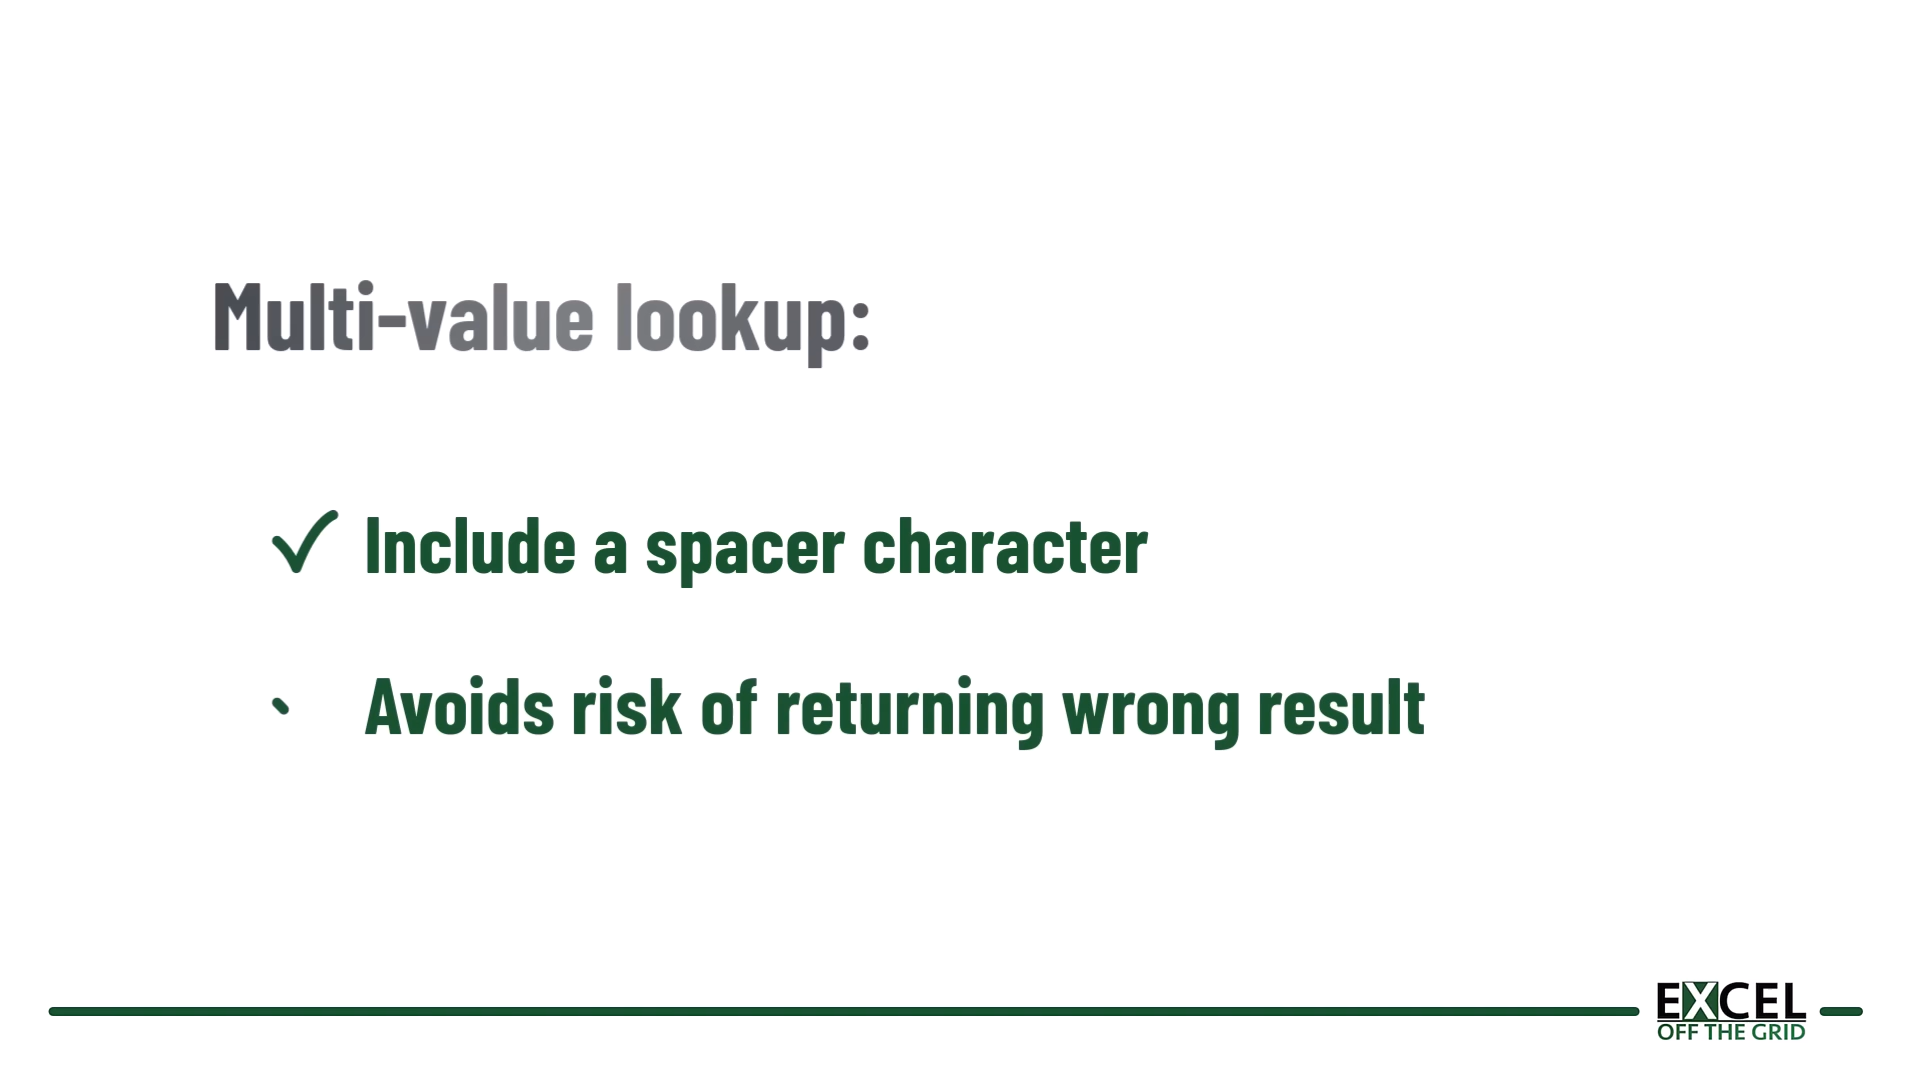 Multi-value lookup:
Include a spacer character
Avoids risk of returning wrong result
EXCEL
OFF THE GRID